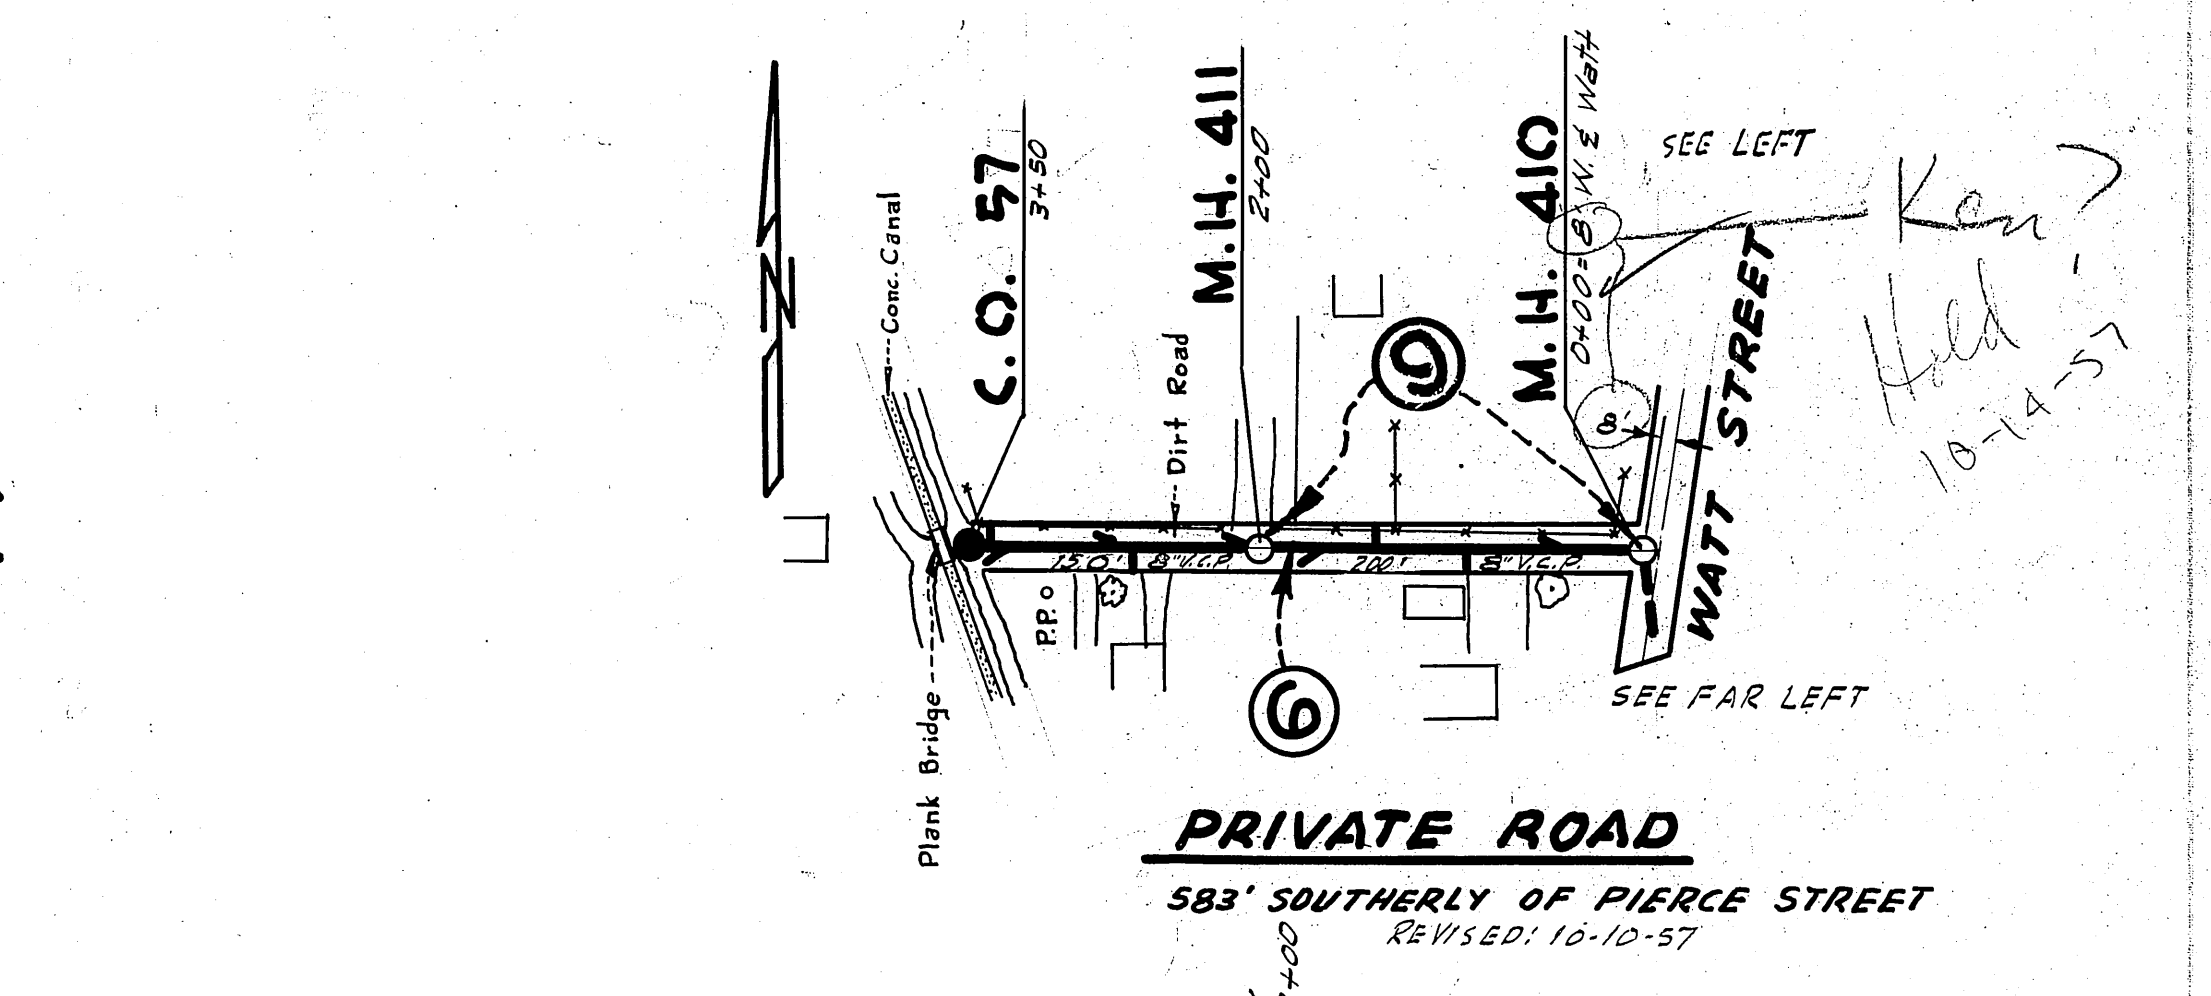 N
Conc. Canal
C.O. 57
3+50
M.H. 411
2+00
M.H. 410
0+00=8'W. ₵ Watt
SEE LEFT
Ken?
Hold!
10-14-57
WATT STREET
Dirt Road
9
8'
150' 8" V.C.P.
200' 8" V.C.P.
P.P.
6
Plank Bridge
SEE FAR LEFT
PRIVATE ROAD
583' SOUTHERLY OF PIERCE STREET
REVISED: 10-10-57
+00